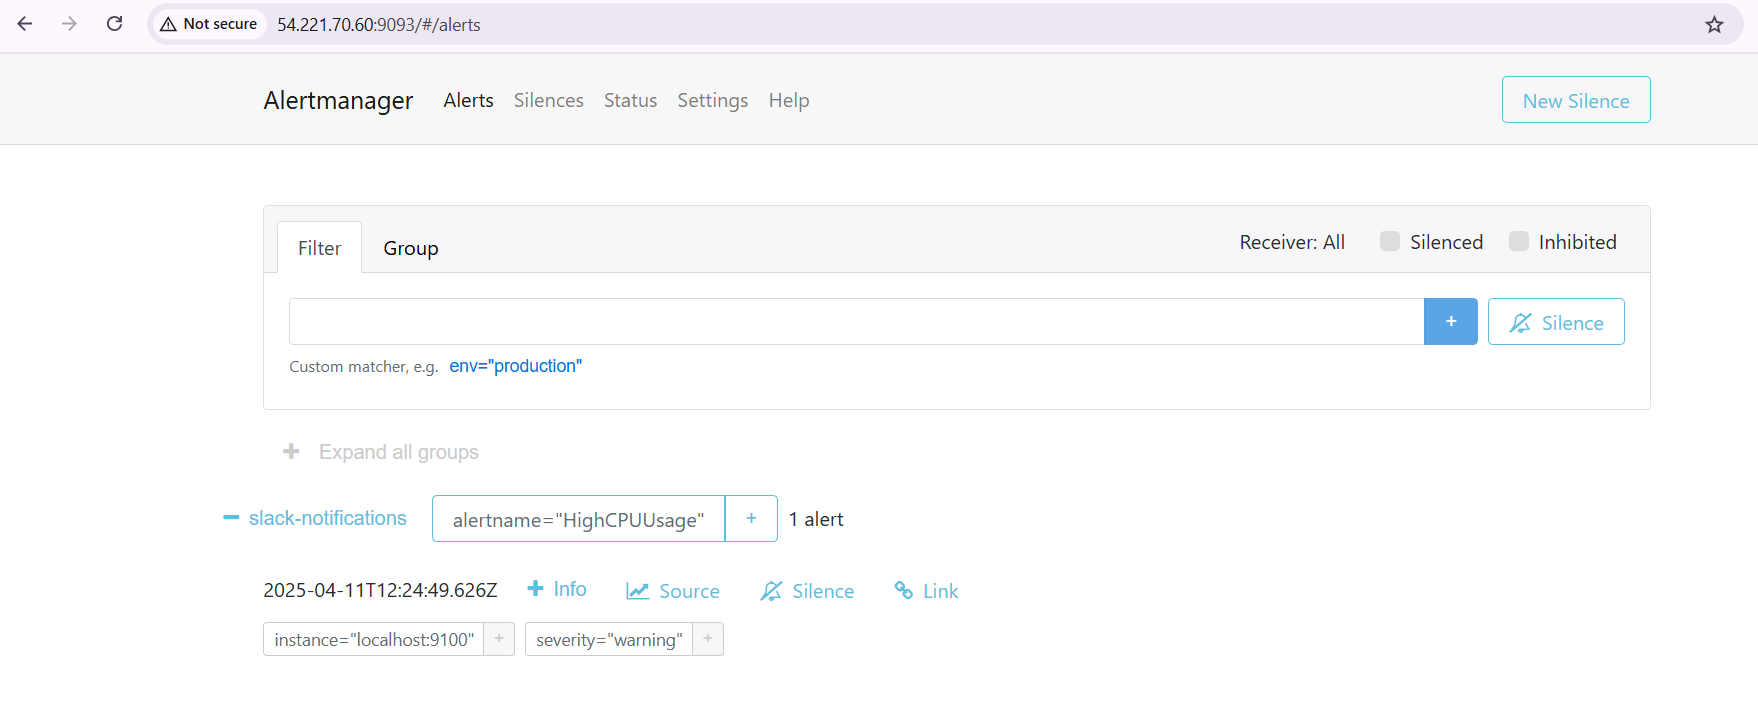 Not secure 54.221.70.60:9093/#/alerts
Alertmanager Alerts Silences Status Settings Help New Silence
Filter Group Receiver: All Silenced Inhibited
+ Silence
Custom matcher, e.g. env="production"
+ Expand all groups
− slack-notifications alertname="HighCPUUsage" + 1 alert
2025-04-11T12:24:49.626Z + Info Source Silence Link
instance="localhost:9100" + severity="warning" +